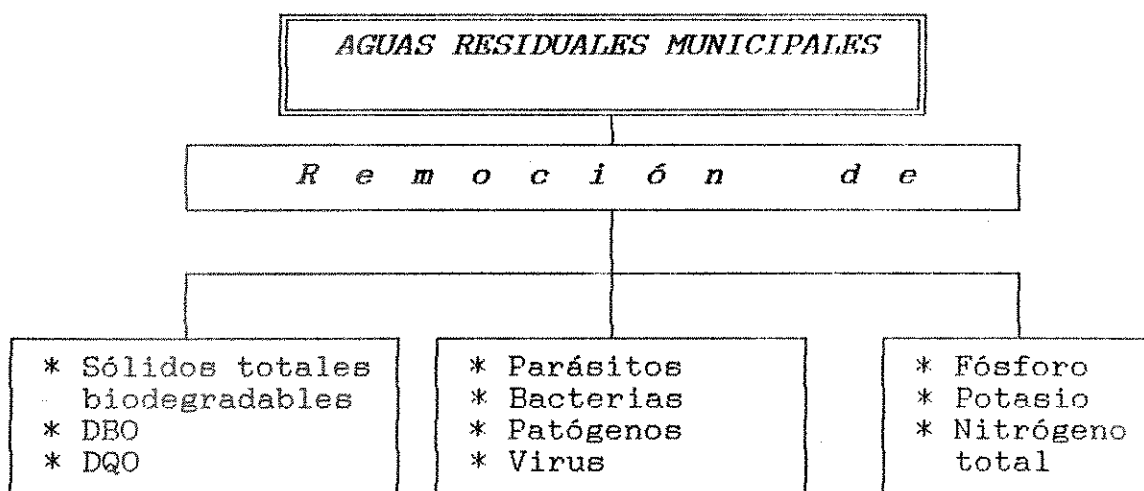 AGUAS RESIDUALES MUNICIPALES
Remoción de
* Sólidos totales
biodegradables
* DBO
* DQO
* Parásitos
* Bacterias
* Patógenos
* Virus
* Fósforo
* Potasio
* Nitrógeno
total